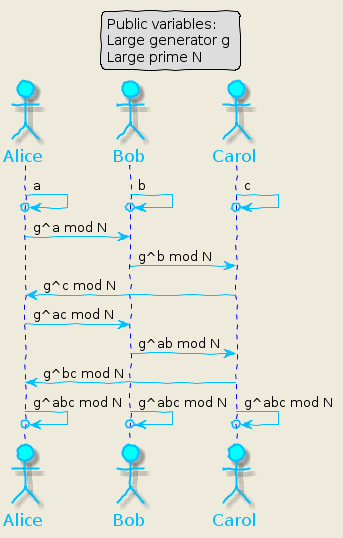 Public variables:
Large generator g
Large prime N
Alice Bob Carol
a b c
g^a mod N
g^b mod N
g^c mod N
g^ac mod N
g^ab mod N
g^bc mod N
g^abc mod N g^abc mod N g^abc mod N
Alice Bob Carol